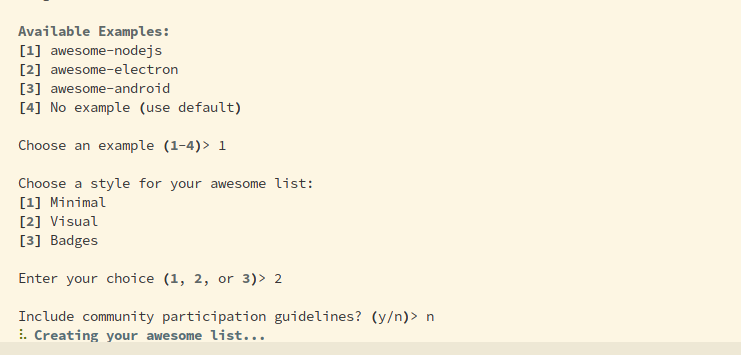 Available Examples:
[1] awesome-nodejs
[2] awesome-electron
[3] awesome-android
[4] No example (use default)
Choose an example (1-4)> 1
Choose a style for your awesome list:
[1] Minimal
[2] Visual
[3] Badges
Enter your choice (1, 2, or 3)> 2
Include community participation guidelines? (y/n)> n
Creating your awesome list...